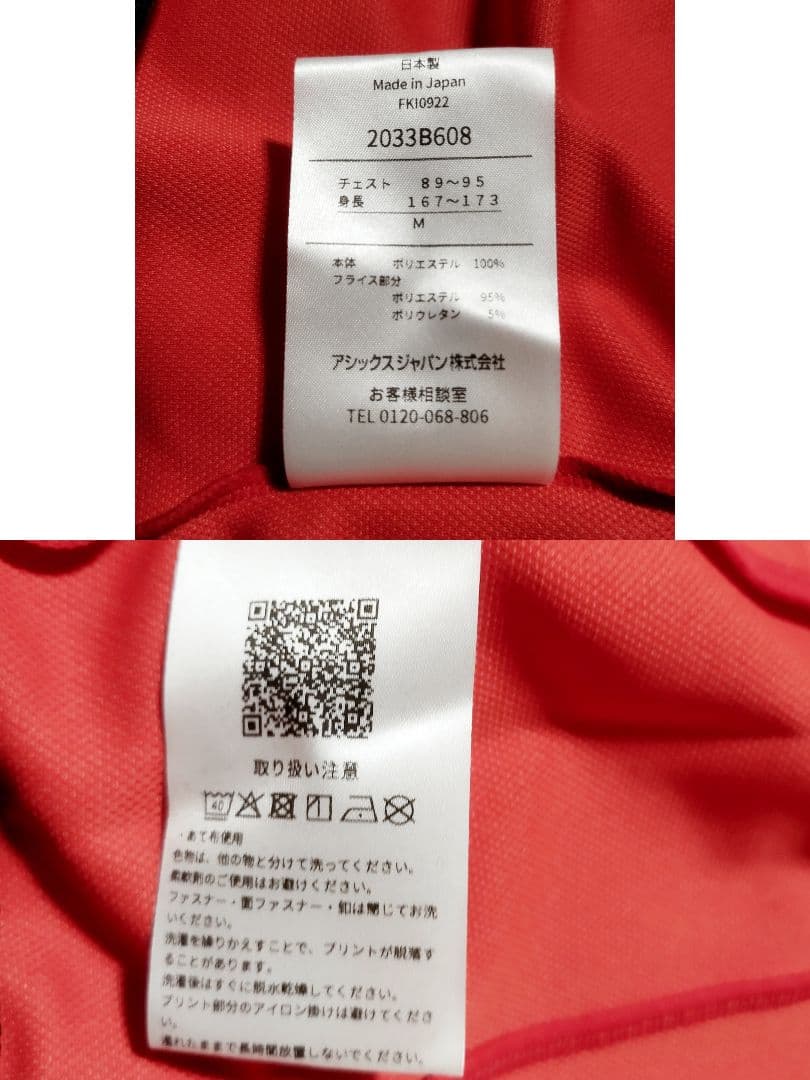 日本製
Made in Japan
FKI0922
2033B608
チェスト 89～95
身長 167～173
M
本体 ポリエステル 100%
フライス部分
ポリエステル 95%
ポリウレタン 5%
アシックスジャパン株式会社
お客様相談室
TEL 0120-068-806
取り扱い注意
40
・あて布使用
色物は、他の物と分けて洗ってください。
柔軟剤のご使用はお避けください。
ファスナー・面ファスナー・釦は閉じてお洗
いください。
洗濯を繰りかえすことで、プリントが脱落す
ることがあります。
洗濯後はすぐに脱水乾燥してください。
プリント部分のアイロン掛けは避けてくださ
い。
濡れたままで長時間放置しないでください。